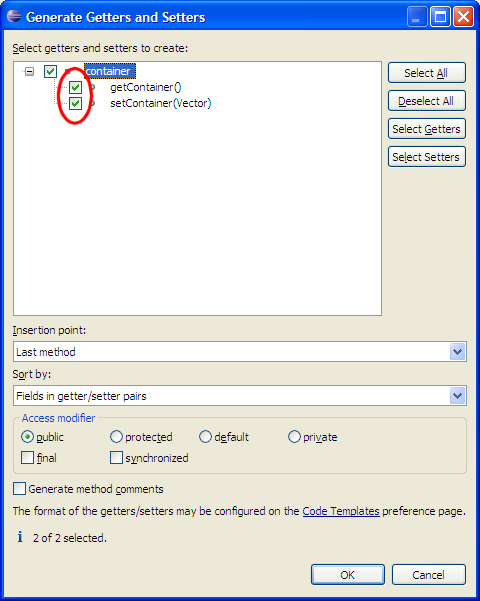 Generate Getters and Setters
Select getters and setters to create:
container
getContainer()
setContainer(Vector)
Select All
Deselect All
Select Getters
Select Setters
Insertion point:
Last method
Sort by:
Fields in getter/setter pairs
Access modifier
public protected default private
final synchronized
Generate method comments
The format of the getters/setters may be configured on the Code Templates preference page.
i 2 of 2 selected.
OK Cancel